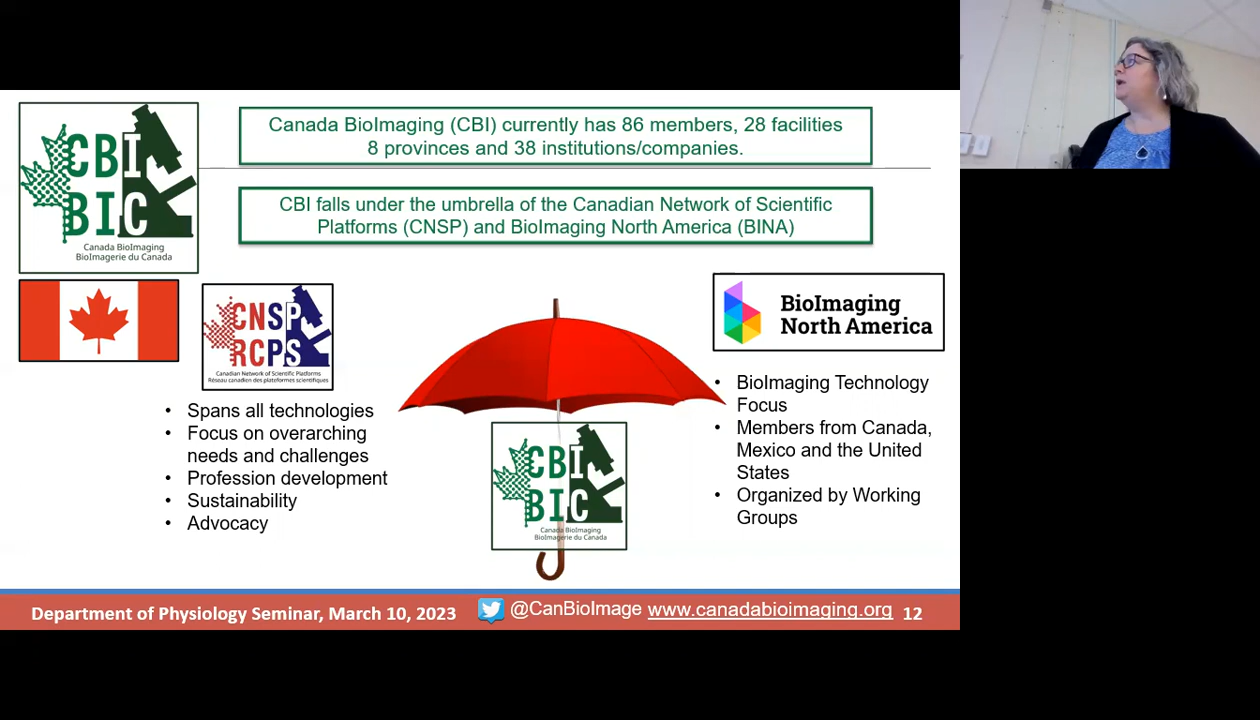 CBI
BIC
Canada BioImaging
BioImagerie du Canada
Canada BioImaging (CBI) currently has 86 members, 28 facilities
8 provinces and 38 institutions/companies.
CBI falls under the umbrella of the Canadian Network of Scientific
Platforms (CNSP) and BioImaging North America (BINA)
CNSP
RCPS
Canadian Network of Scientific Platforms
Réseau canadien des plateformes scientifiques
• Spans all technologies
• Focus on overarching
needs and challenges
• Profession development
• Sustainability
• Advocacy
CBI
BIC
Canada BioImaging
BioImagerie du Canada
BioImaging
North America
• BioImaging Technology
Focus
• Members from Canada,
Mexico and the United
States
• Organized by Working
Groups
Department of Physiology Seminar, March 10, 2023 @CanBioImage www.canadabioimaging.org 12